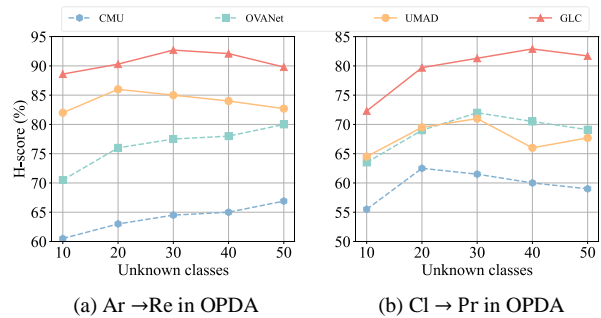 CMU OVANet UMAD GLC
95
90
85
80
75
70
65
60
H-score (%)
10 20 30 40 50
Unknown classes
(a) Ar →Re in OPDA
85
80
75
70
65
60
55
50
10 20 30 40 50
Unknown classes
(b) Cl → Pr in OPDA